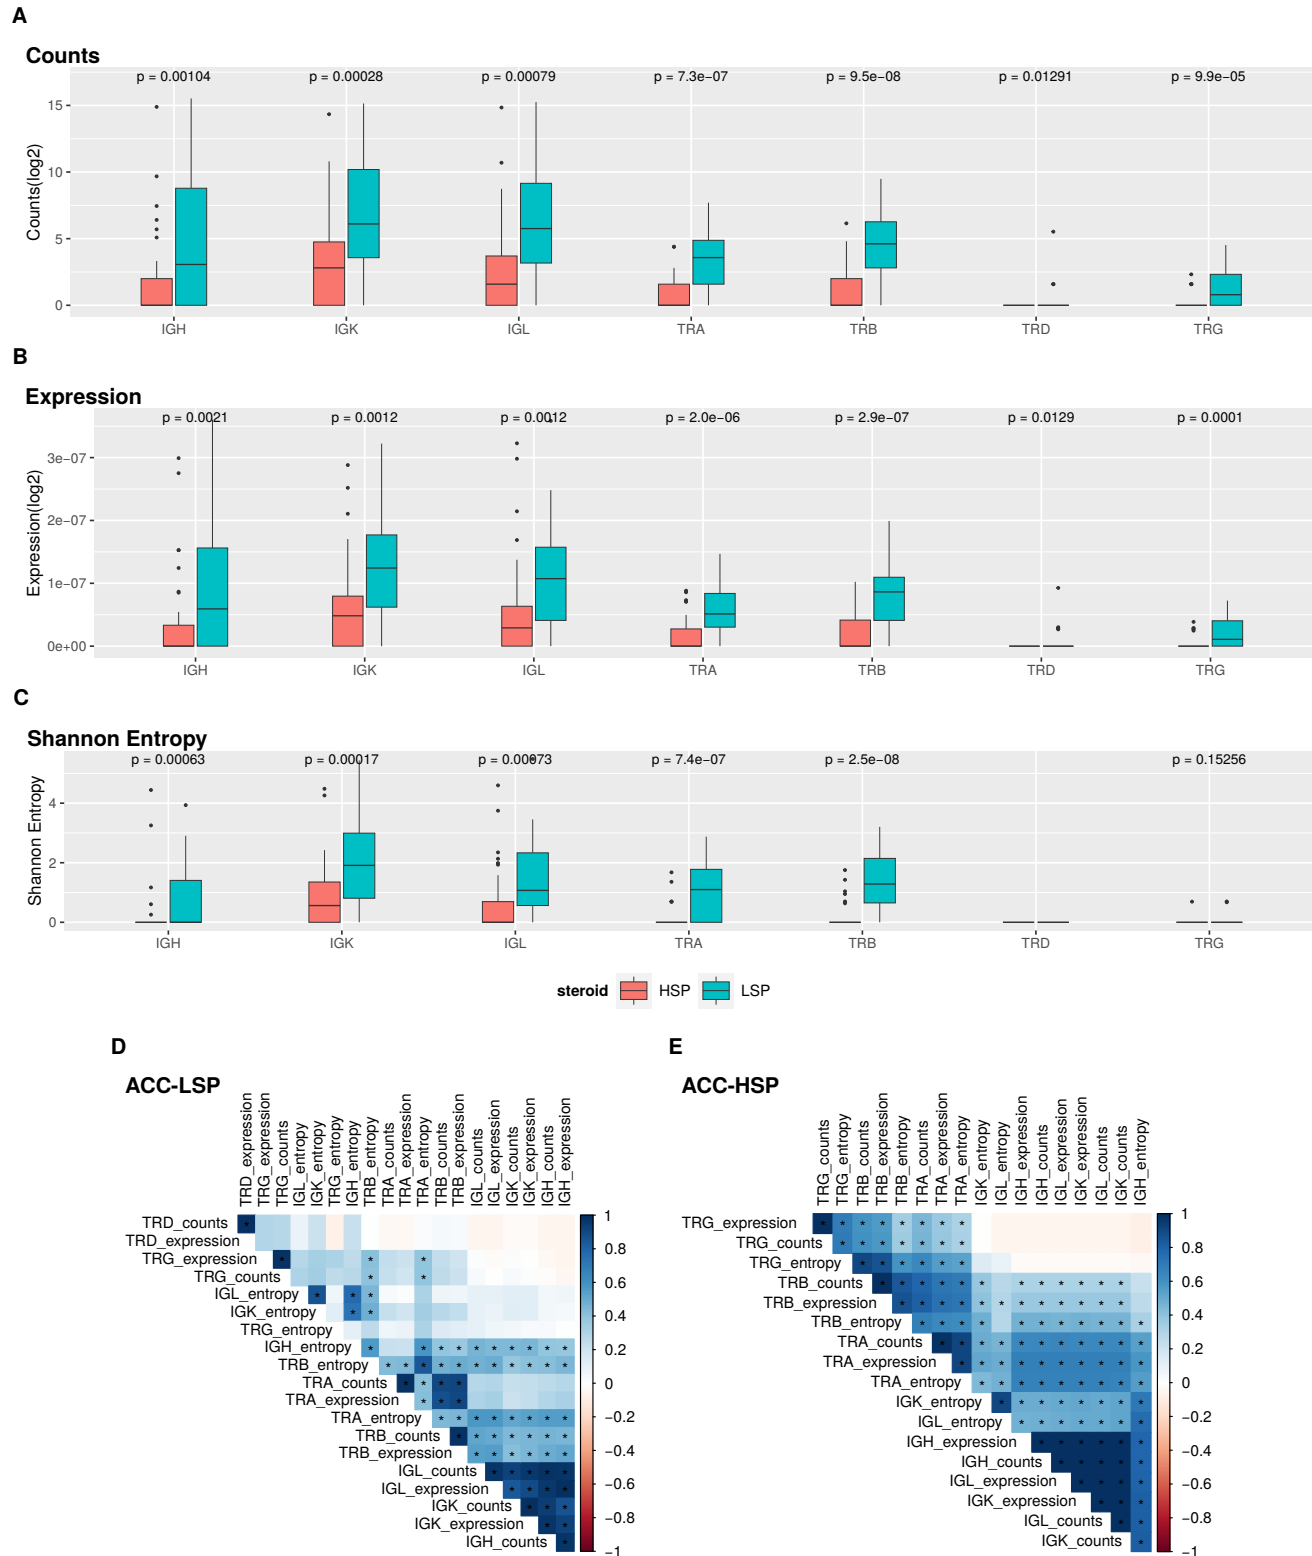 A
Counts
p = 0.00104 p = 0.00028 p = 0.00079 p = 7.3e-07 p = 9.5e-08 p = 0.01291 p = 9.9e-05
Counts(log2)
15
10
5
0
IGH IGK IGL TRA TRB TRD TRG
B
Expression
p = 0.0021 p = 0.0012 p = 0.0012 p = 2.0e-06 p = 2.9e-07 p = 0.0129 p = 0.0001
Expression(log2)
3e-07
2e-07
1e-07
0e+00
IGH IGK IGL TRA TRB TRD TRG
C
Shannon Entropy
p = 0.00063 p = 0.00017 p = 0.00073 p = 7.4e-07 p = 2.5e-08 p = 0.15256
Shannon Entropy
4
2
0
IGH IGK IGL TRA TRB TRD TRG
steroid HSP LSP
D
ACC-LSP
TRD_expression
TRG_expression
TRG_counts
IGL_entropy
IGK_entropy
TRG_entropy
IGH_entropy
TRB_entropy
TRA_counts
TRA_expression
TRA_entropy
TRB_counts
TRB_expression
IGL_counts
IGL_expression
IGK_counts
IGK_expression
IGH_counts
IGH_expression
TRD_counts
TRD_expression
TRG_expression
TRG_counts
IGL_entropy
IGK_entropy
TRG_entropy
IGH_entropy
TRB_entropy
TRA_counts
TRA_expression
TRA_entropy
TRB_counts
TRB_expression
IGL_counts
IGL_expression
IGK_counts
IGK_expression
IGH_counts
1
0.8
0.6
0.4
0.2
0
−0.2
−0.4
−0.6
−0.8
−1
E
ACC-HSP
TRG_counts
TRG_entropy
TRB_counts
TRB_expression
TRB_entropy
TRA_counts
TRA_expression
TRA_entropy
IGK_entropy
IGL_entropy
IGH_expression
IGH_counts
IGL_expression
IGK_expression
IGL_counts
IGK_counts
IGH_entropy
TRG_expression
TRG_counts
TRG_entropy
TRB_counts
TRB_expression
TRB_entropy
TRA_counts
TRA_expression
TRA_entropy
IGK_entropy
IGL_entropy
IGH_expression
IGH_counts
IGL_expression
IGK_expression
IGL_counts
IGK_counts
1
0.8
0.6
0.4
0.2
0
−0.2
−0.4
−0.6
−0.8
−1